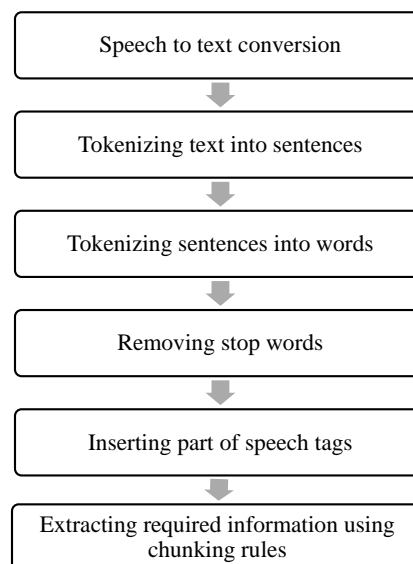 Speech to text conversion
Tokenizing text into sentences
Tokenizing sentences into words
Removing stop words
Inserting part of speech tags
Extracting required information using
chunking rules